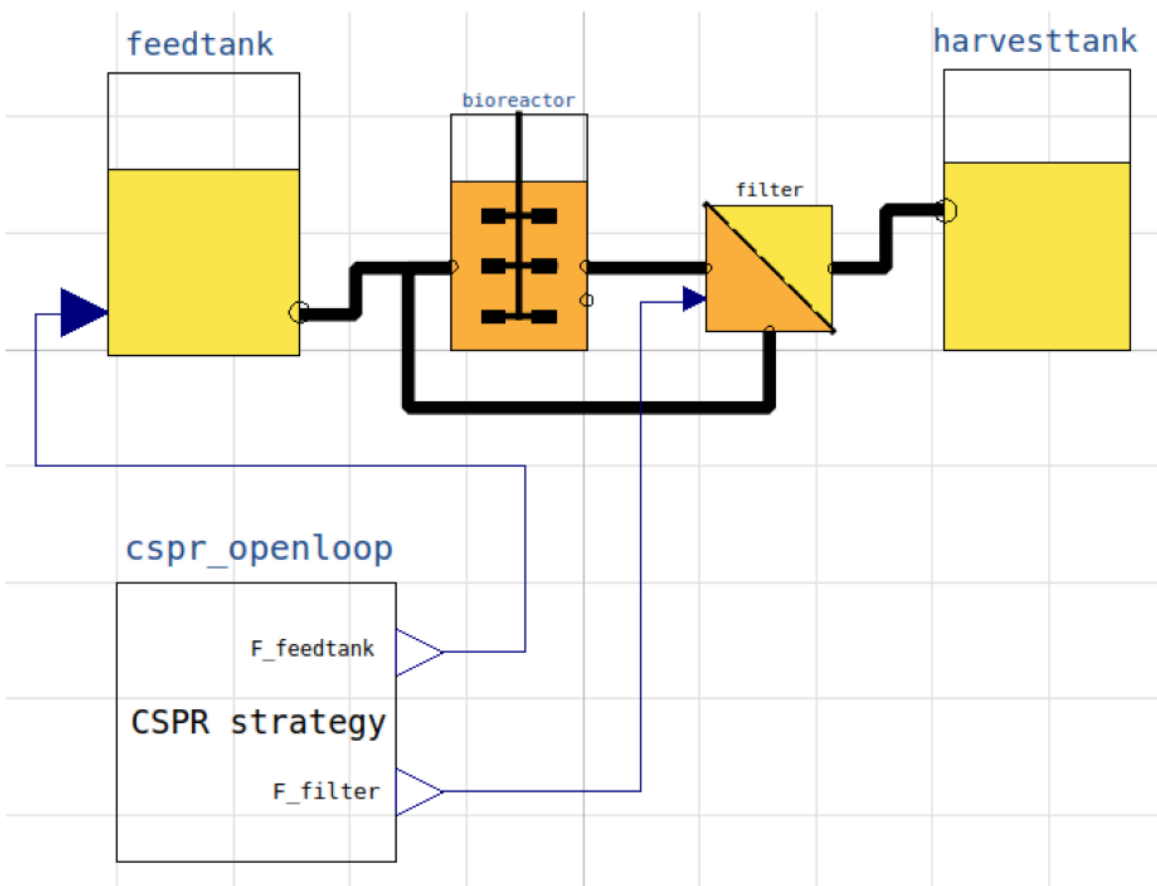 feedtank
harvesttank
bioreactor
filter
cspr_openloop
F_feedtank
CSPR strategy
F_filter